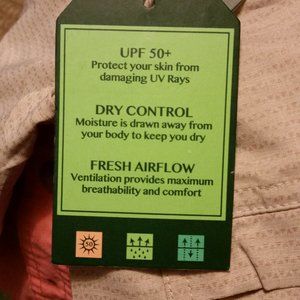 UPF 50+
Protect your skin from
damaging UV Rays
DRY CONTROL
Moisture is drawn away from
your body to keep you dry
FRESH AIRFLOW
Ventilation provides maximum
breathability and comfort
50